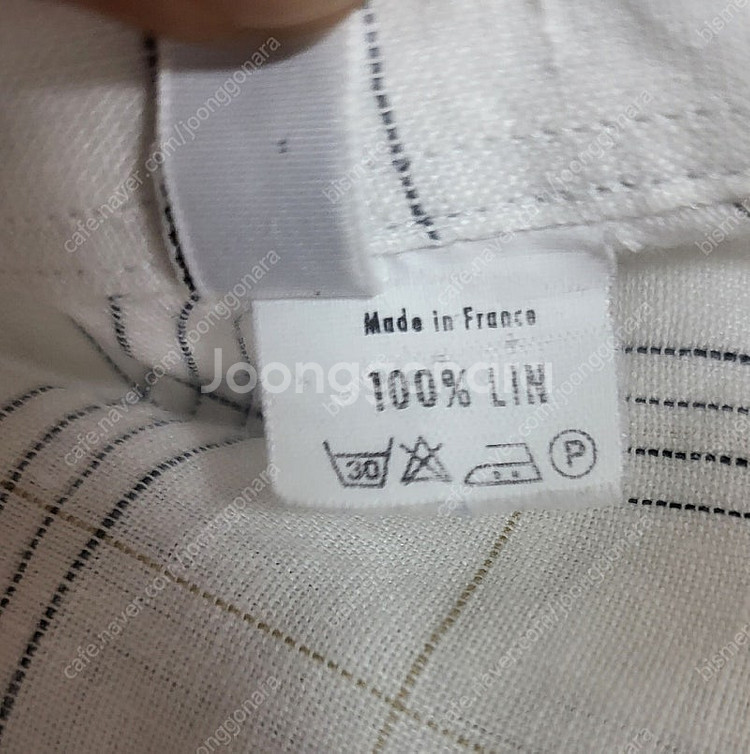 Made in France
100% LIN
30
P
Joonggonara
cafe.naver.com/joonggonara